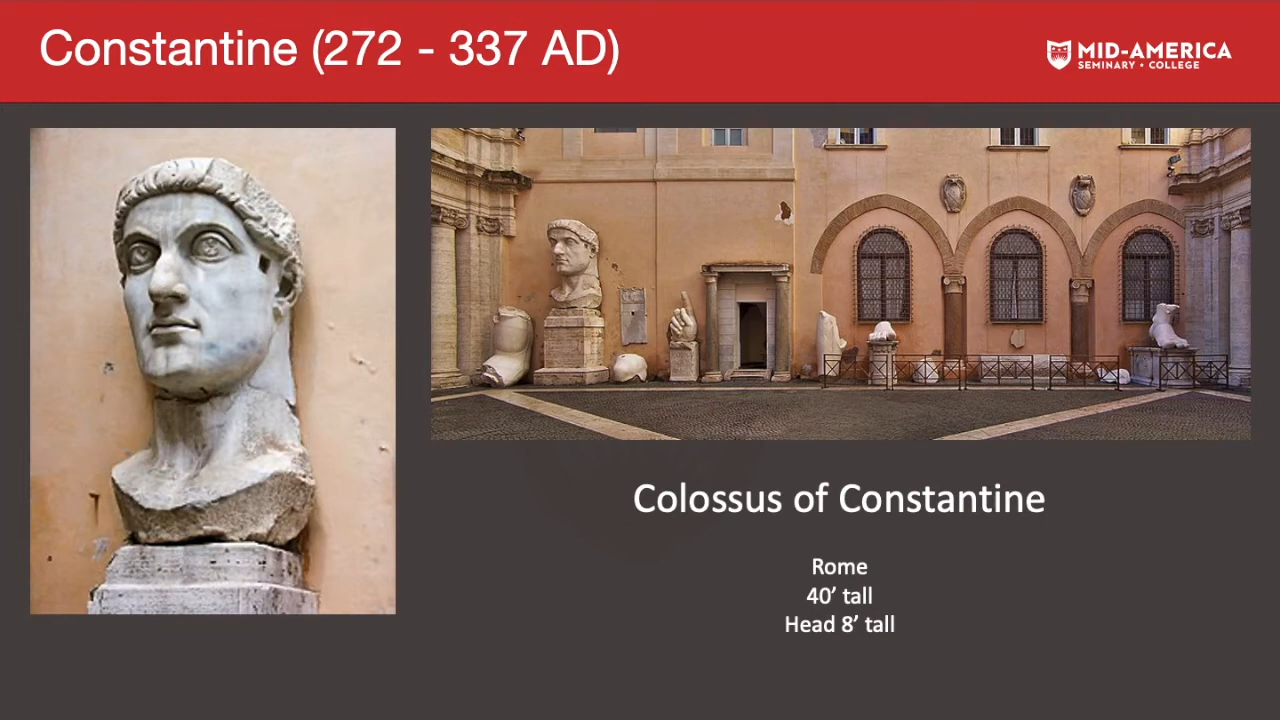 Constantine (272 - 337 AD)
MID-AMERICA
SEMINARY • COLLEGE
Colossus of Constantine
Rome
40’ tall
Head 8’ tall